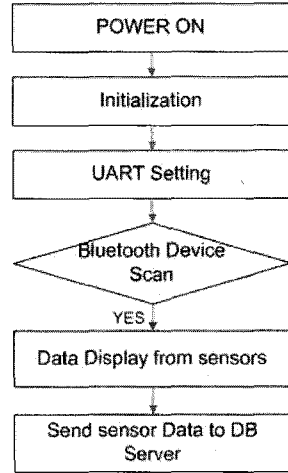 POWER ON
Initialization
UART Setting
Bluetooth Device
Scan
YES
Data Display from sensors
Send sensor Data to DB
Server